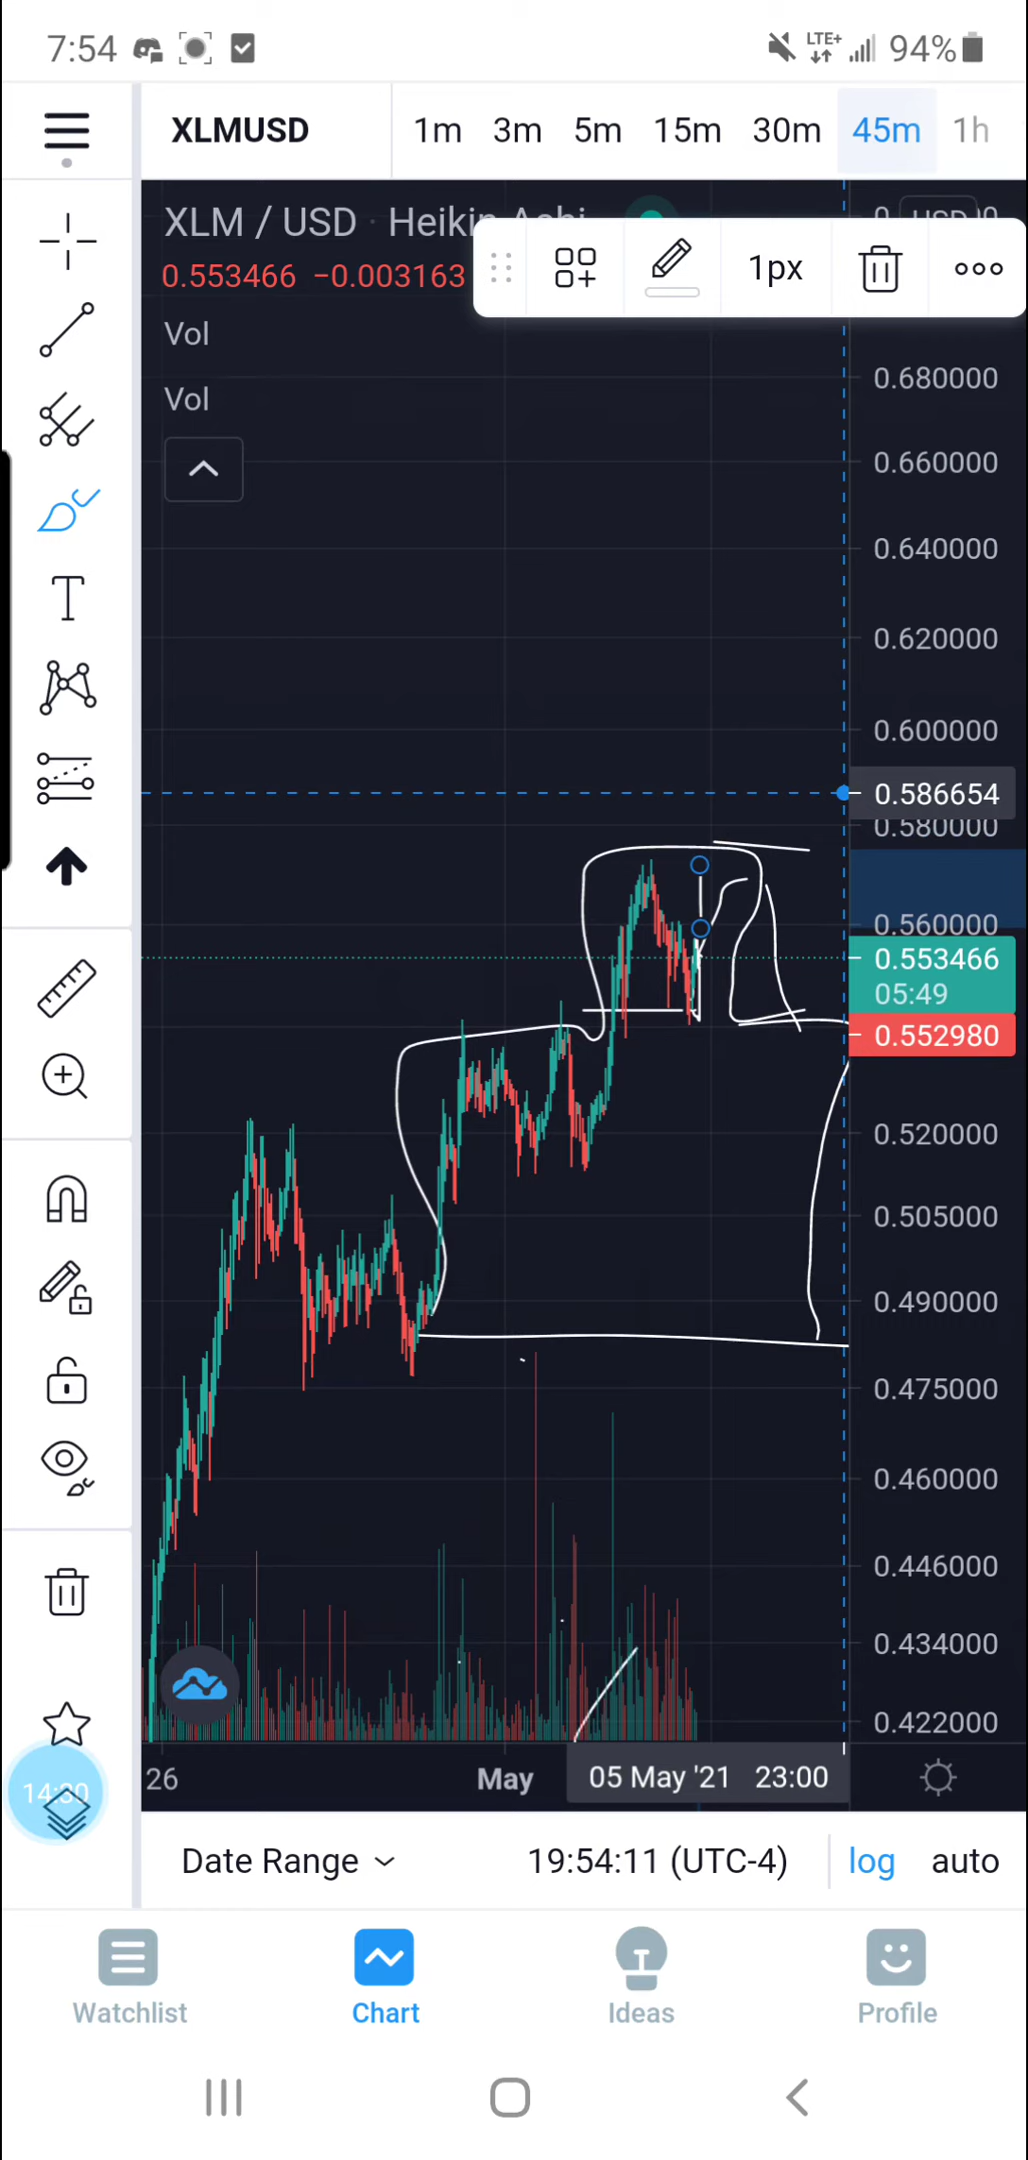 7:54 LTE+ 94%
XLMUSD 1m 3m 5m 15m 30m 45m 1h
XLM / USD · Heikin Ashi
0.553466 −0.003163
1px
USD
Vol
Vol
0.680000
0.660000
0.640000
0.620000
0.600000
0.586654
0.580000
0.560000
0.553466
05:49
0.552980
0.520000
0.505000
0.490000
0.475000
0.460000
0.446000
0.434000
0.422000
26 May 05 May '21 23:00
Date Range 19:54:11 (UTC-4) log auto
Watchlist Chart Ideas Profile